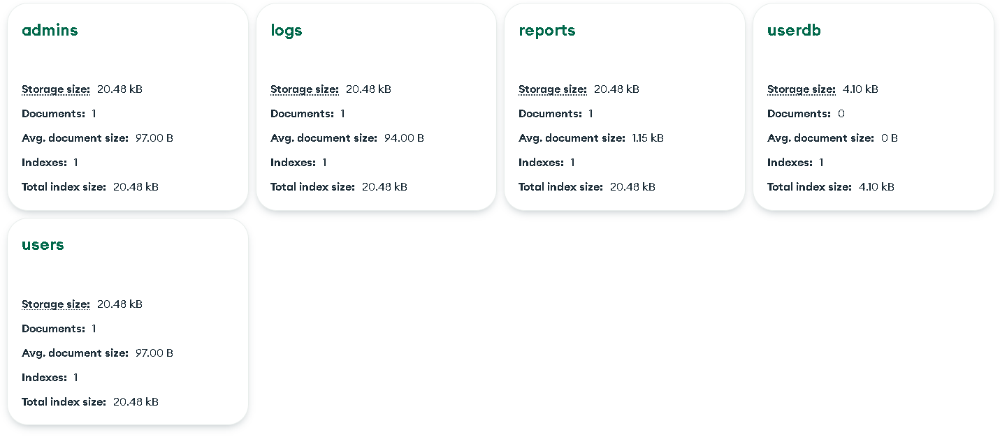 admins
Storage size: 20.48 kB
Documents: 1
Avg. document size: 97.00 B
Indexes: 1
Total index size: 20.48 kB
logs
Storage size: 20.48 kB
Documents: 1
Avg. document size: 94.00 B
Indexes: 1
Total index size: 20.48 kB
reports
Storage size: 20.48 kB
Documents: 1
Avg. document size: 1.15 kB
Indexes: 1
Total index size: 20.48 kB
userdb
Storage size: 4.10 kB
Documents: 0
Avg. document size: 0 B
Indexes: 1
Total index size: 4.10 kB
users
Storage size: 20.48 kB
Documents: 1
Avg. document size: 97.00 B
Indexes: 1
Total index size: 20.48 kB